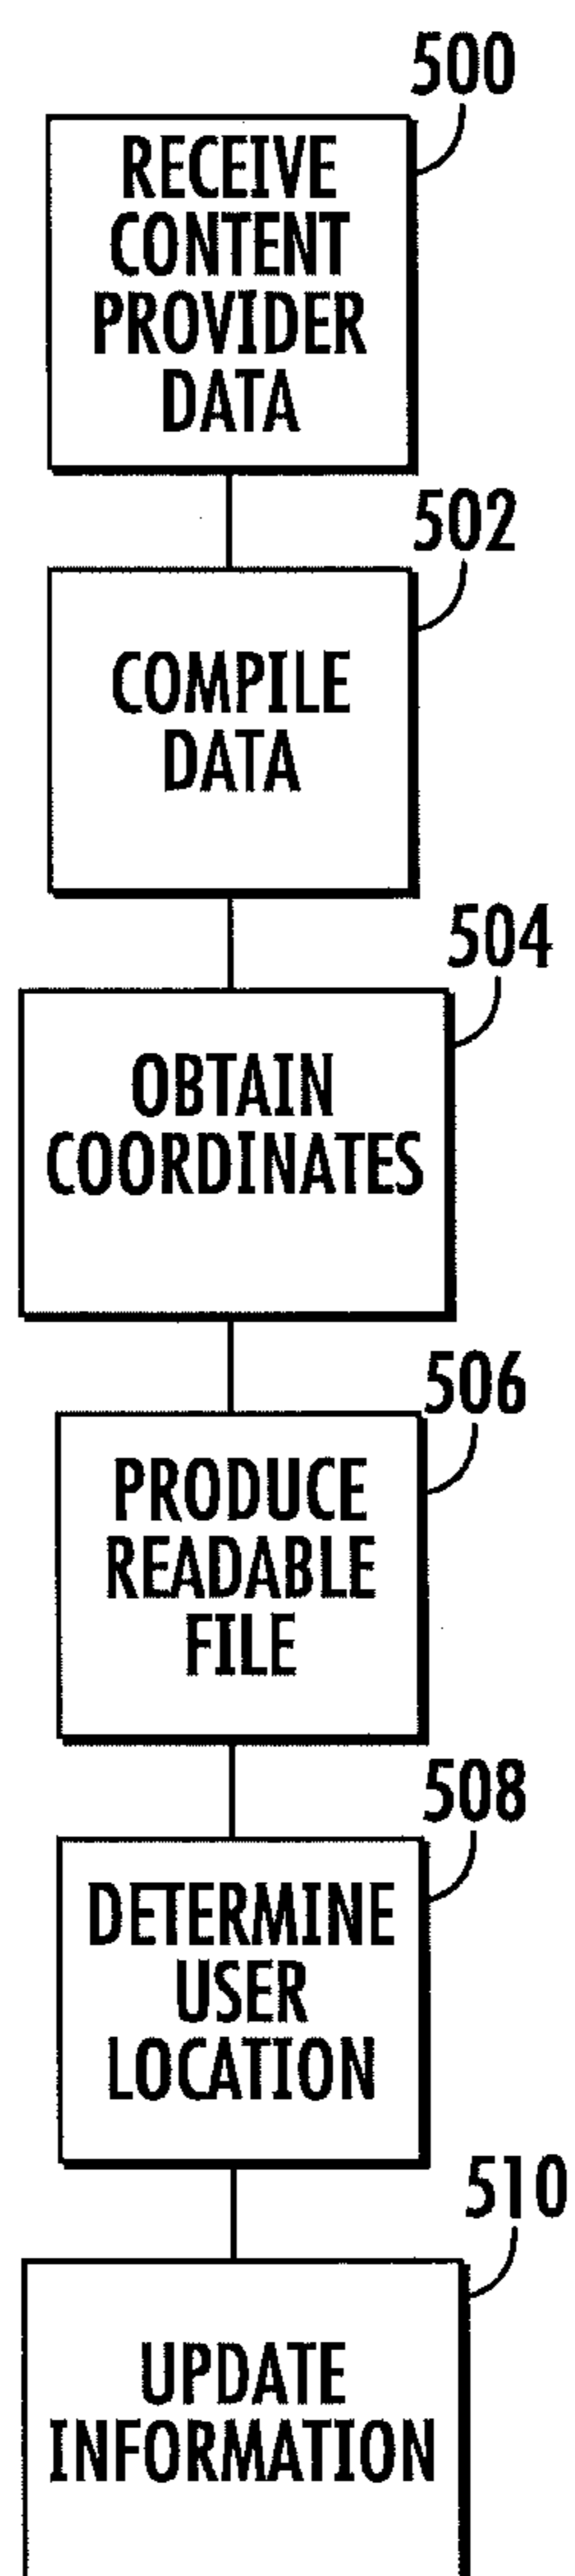 500
RECEIVE
CONTENT
PROVIDER
DATA
502
COMPILE
DATA
504
OBTAIN
COORDINATES
506
PRODUCE
READABLE
FILE
508
DETERMINE
USER
LOCATION
510
UPDATE
INFORMATION